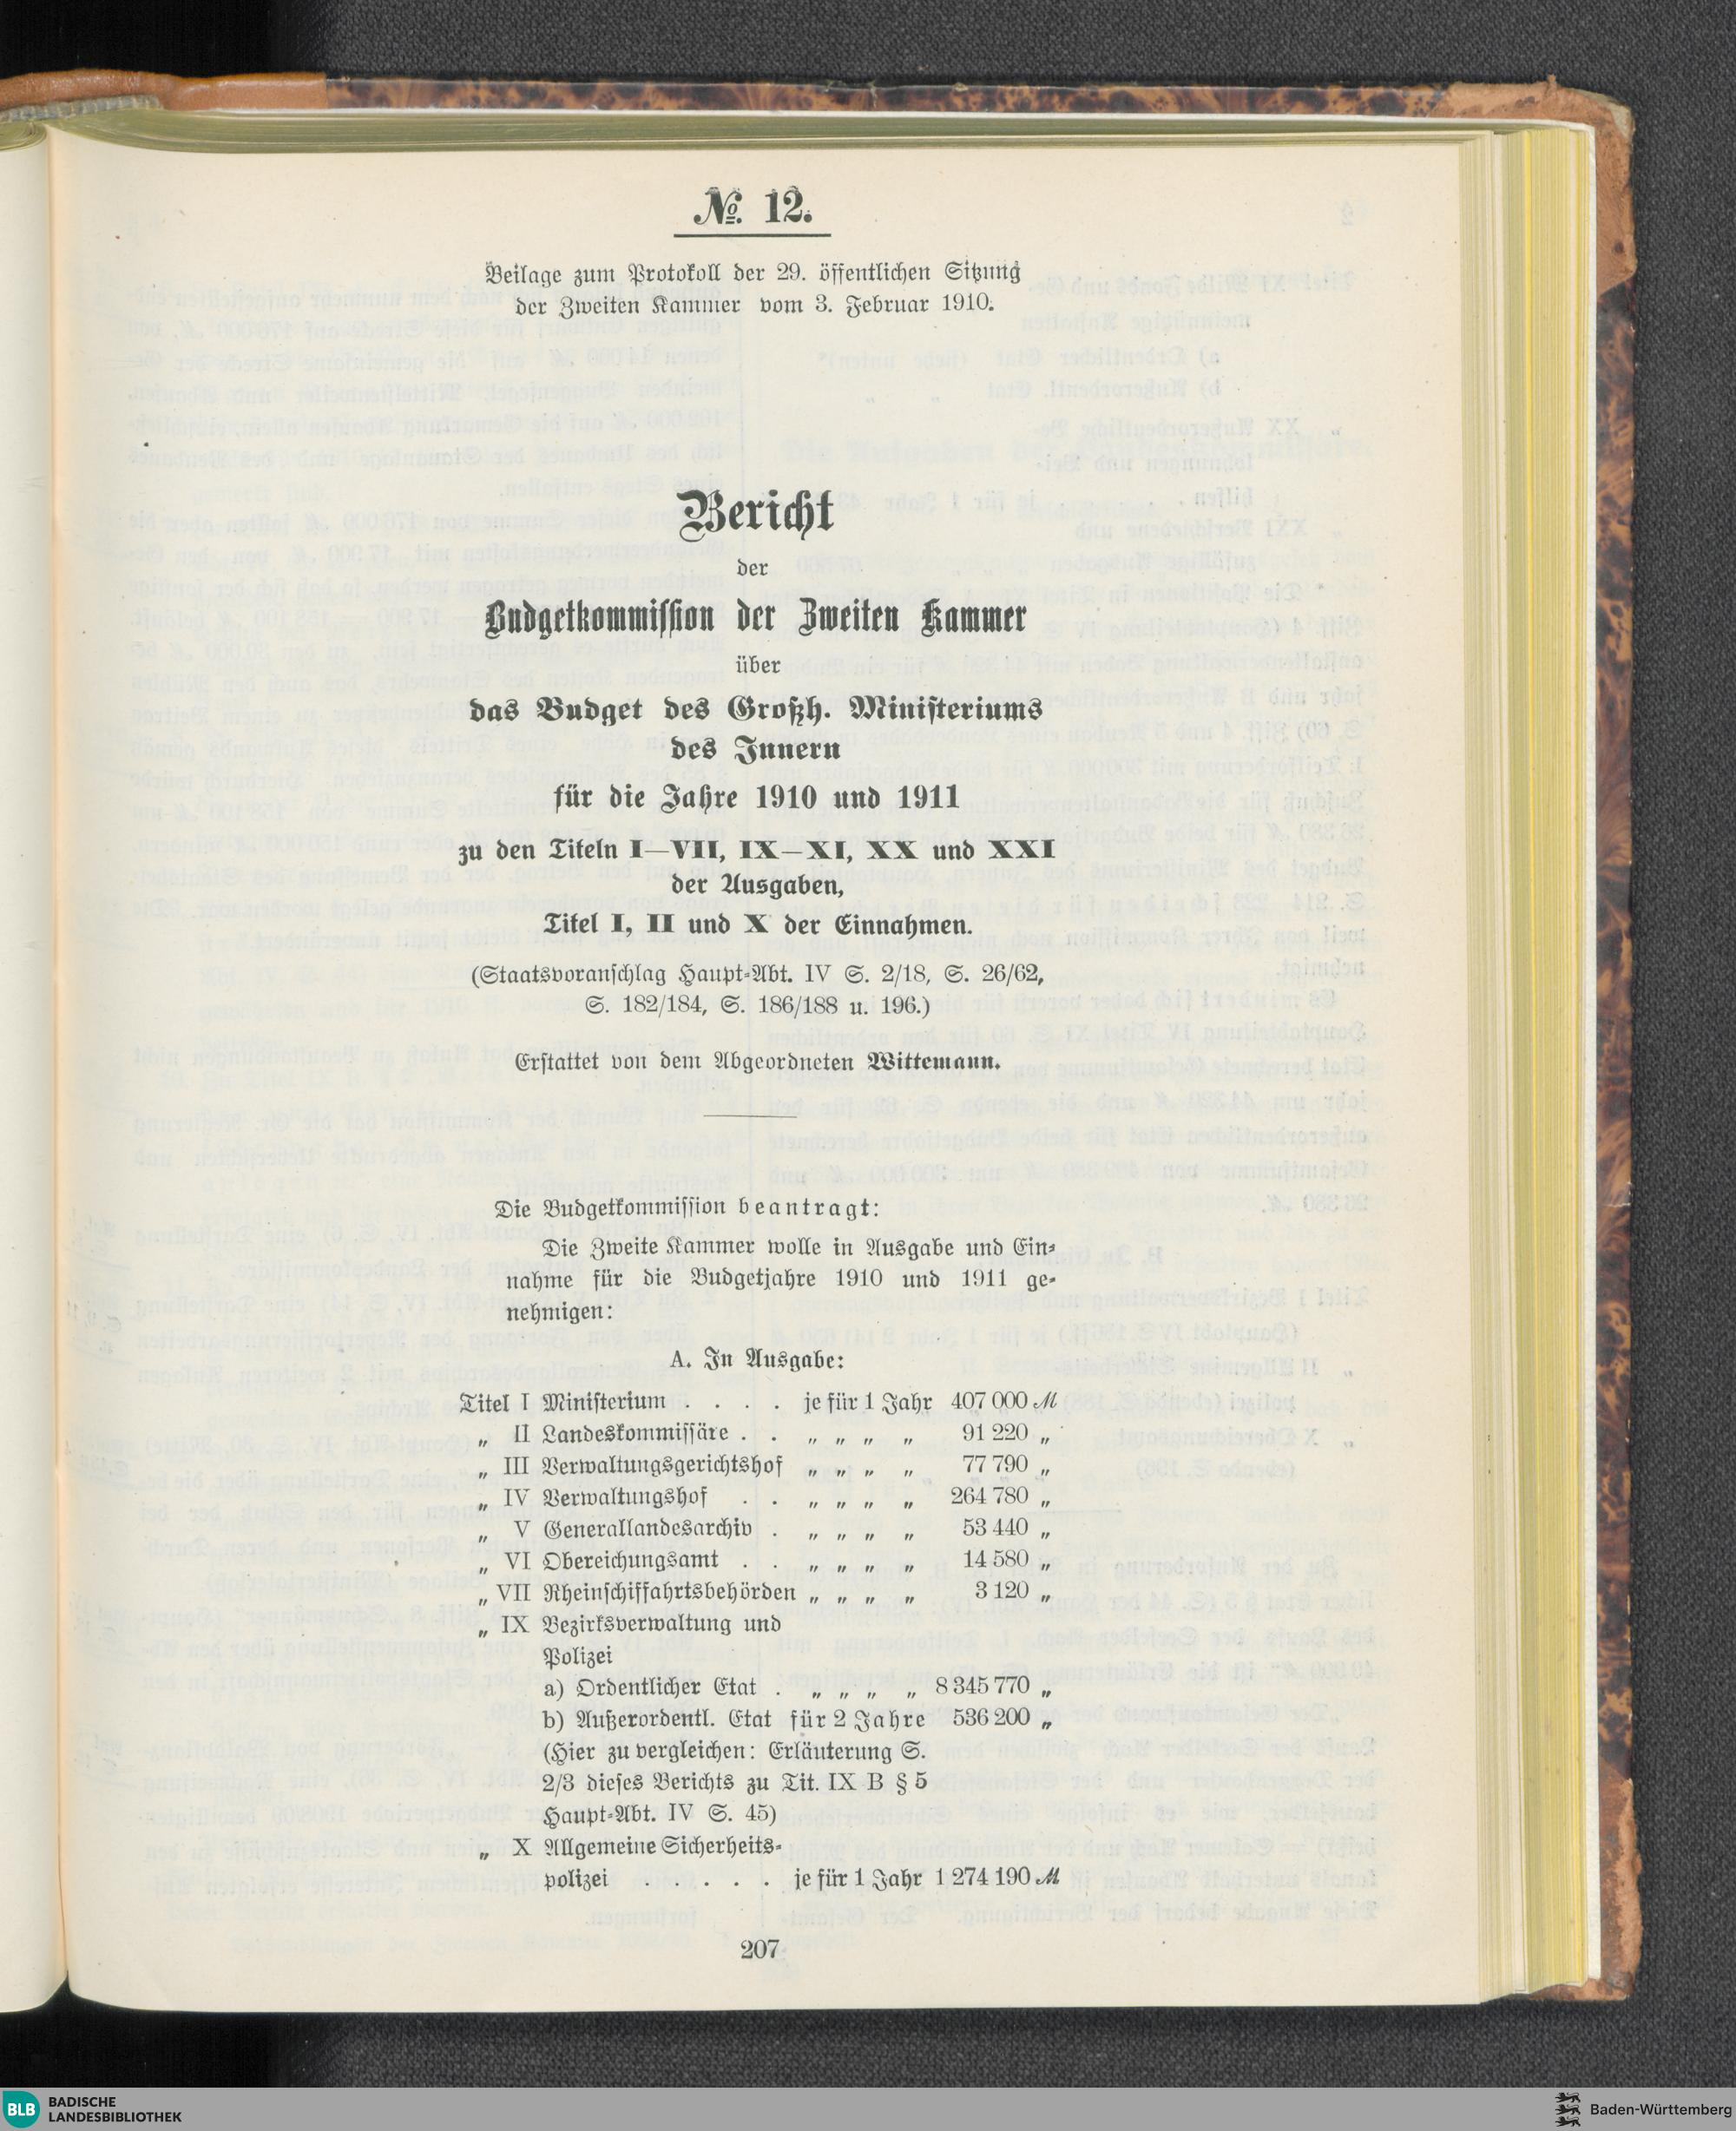 № 12.
Beilage zum Protokoll der 29. öffentlichen Sitzung
der Zweiten Kammer vom 3. Februar 1910.
Bericht
der
Budgetkommission der Zweiten Kammer
über
das Budget des Großh. Ministeriums
des Innern
für die Jahre 1910 und 1911
zu den Titeln I—VII, IX—XI, XX und XXI
der Ausgaben,
Titel I, II und X der Einnahmen.
(Staatsvoranschlag Haupt-Abt. IV S. 2/18, S. 26/62,
S. 182/184, S. 186/188 u. 196.)
Erstattet von dem Abgeordneten Wittemann.
Die Budgetkommission beantragt:
Die Zweite Kammer wolle in Ausgabe und Ein-
nahme für die Budgetjahre 1910 und 1911 ge-
nehmigen:
A. In Ausgabe:
Titel I Ministerium . . . . je für 1 Jahr 407 000 ℳ
„ II Landeskommissäre . . „ „ „ „ 91 220 „
„ III Verwaltungsgerichtshof „ „ „ „ 77 790 „
„ IV Verwaltungshof . . „ „ „ „ 264 780 „
„ V Generallandesarchiv . „ „ „ „ 53 440 „
„ VI Obereichungsamt . . „ „ „ „ 14 580 „
„ VII Rheinschiffahrtsbehörden „ „ „ „ 3 120 „
„ IX Bezirksverwaltung und
Polizei
a) Ordentlicher Etat . „ „ „ „ 8 345 770 „
b) Außerordentl. Etat für 2 Jahre 536 200 „
(Hier zu vergleichen: Erläuterung S.
2/3 dieses Berichts zu Tit. IX B § 5
Haupt-Abt. IV S. 45)
„ X Allgemeine Sicherheits-
polizei . . . . . je für 1 Jahr 1 274 190 ℳ
207
BLB BADISCHE
LANDESBIBLIOTHEK
Baden-Württemberg